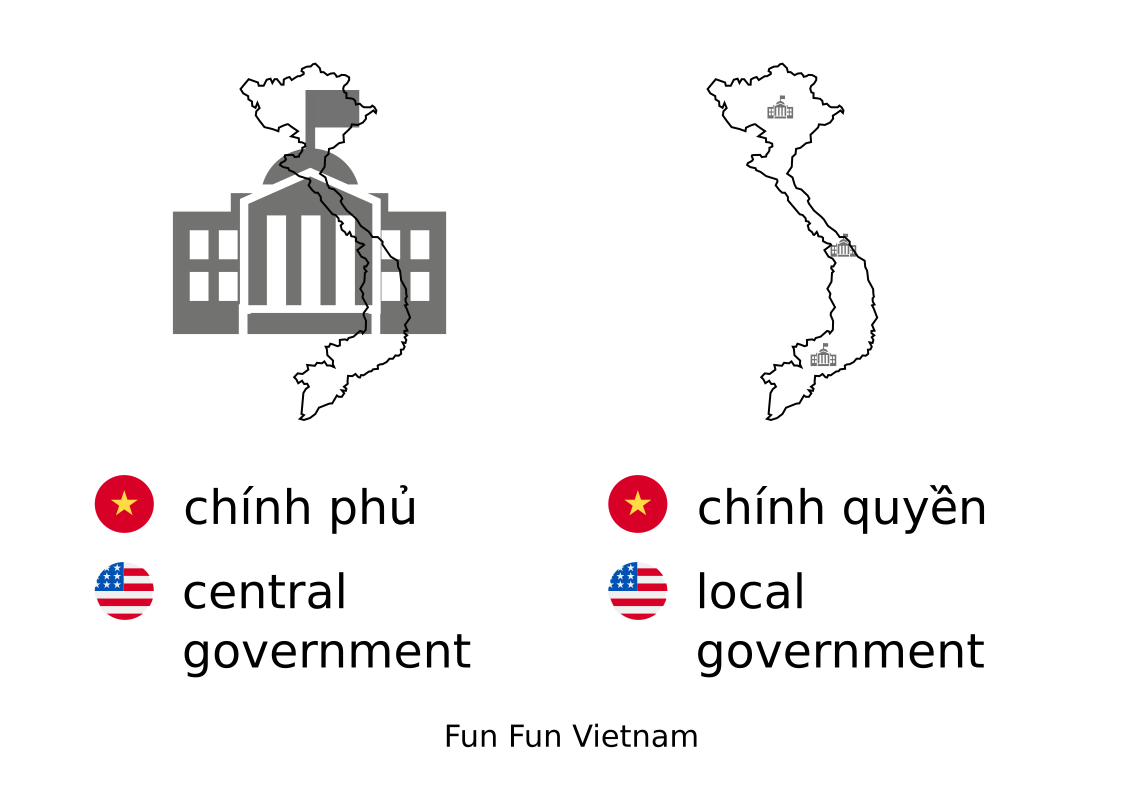 chính phủ
central
government
chính quyền
local
government
Fun Fun Vietnam